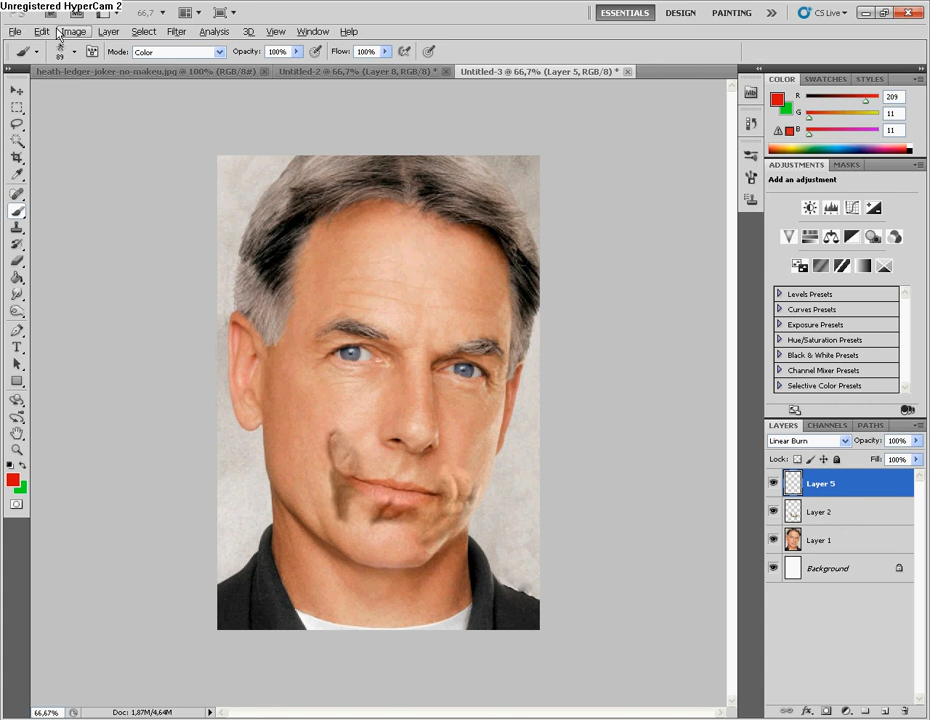 Unregistered HyperCam 2
66,7
ESSENTIALS DESIGN PAINTING CS Live
File Edit Image Layer Select Filter Analysis 3D View Window Help
89 Mode: Color Opacity: 100% Flow: 100%
heath-ledger-joker-no-makeu.jpg @ 100% (RGB/8#) Untitled-2 @ 66,7% (Layer 8, RGB/8) * Untitled-3 @ 66,7% (Layer 5, RGB/8) *
COLOR SWATCHES STYLES
R 209
G 11
B 11
ADJUSTMENTS MASKS
Add an adjustment
Levels Presets
Curves Presets
Exposure Presets
Hue/Saturation Presets
Black & White Presets
Channel Mixer Presets
Selective Color Presets
LAYERS CHANNELS PATHS
Linear Burn Opacity: 100%
Lock: Fill: 100%
Layer 5
Layer 2
Layer 1
Background
66,67% Doc: 1,87M/4,64M